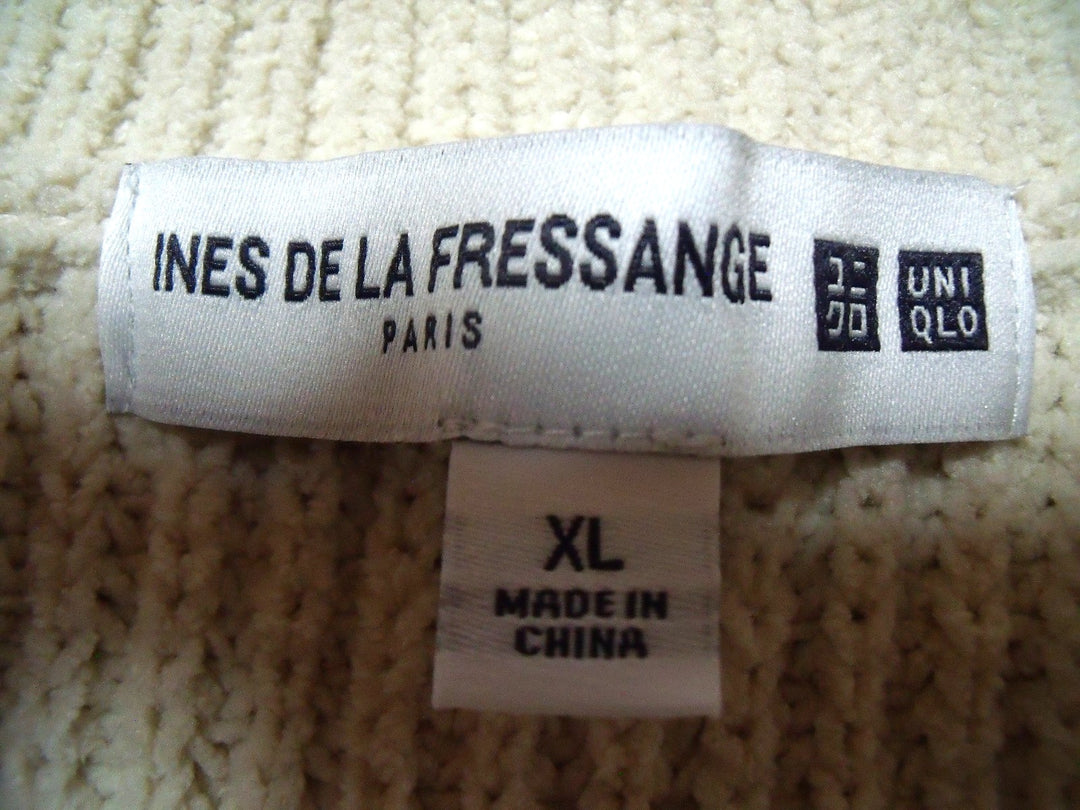 INES DE LA FRESSANGE
PARIS
ユニ
クロ
UNI
QLO
XL
MADE IN
CHINA